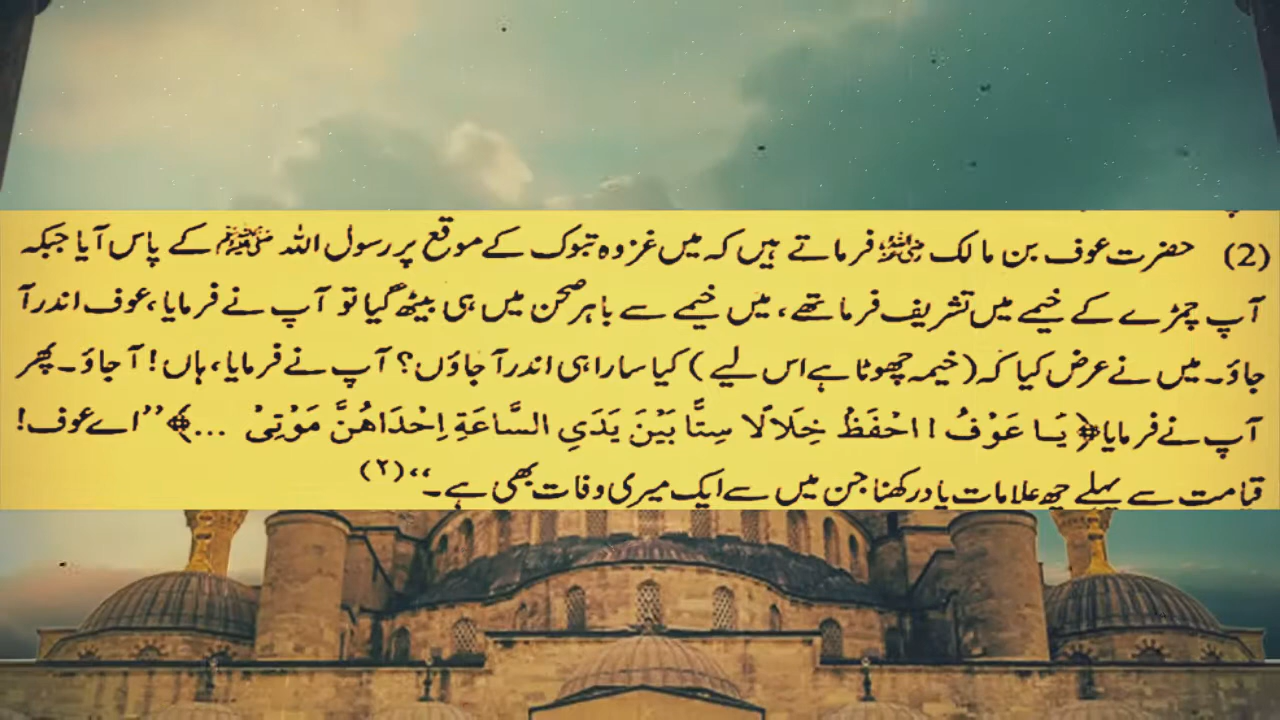 (2) حضرت عوف بن مالک ؓ فرماتے ہیں کہ میں غزوہ تبوک کے موقع پر رسول اللہ ﷺ کے پاس آیا جبکہ
آپ چمڑے کے خیمے میں تشریف فرما تھے، میں خیمے سے باہر صحن میں ہی بیٹھ گیا تو آپ نے فرمایا، عوف اندر آ
جاؤ۔ میں نے عرض کیا کہ (خیمہ چھوٹا ہے اس لیے) کیا سارا ہی اندر آ جاؤں؟ آپ نے فرمایا، ہاں! آ جاؤ۔ پھر
آپ نے فرمایا ﴿يَا عَوْفُ! احْفَظْ خِلَالًا سِتًّا بَيْنَ يَدَيِ السَّاعَةِ اِحْدَاهُنَّ مَوْتِيْ ...﴾ ’’اے عوف!
قیامت سے پہلے چھ علامات یاد رکھنا جن میں سے ایک میری وفات بھی ہے۔‘‘ (۲)